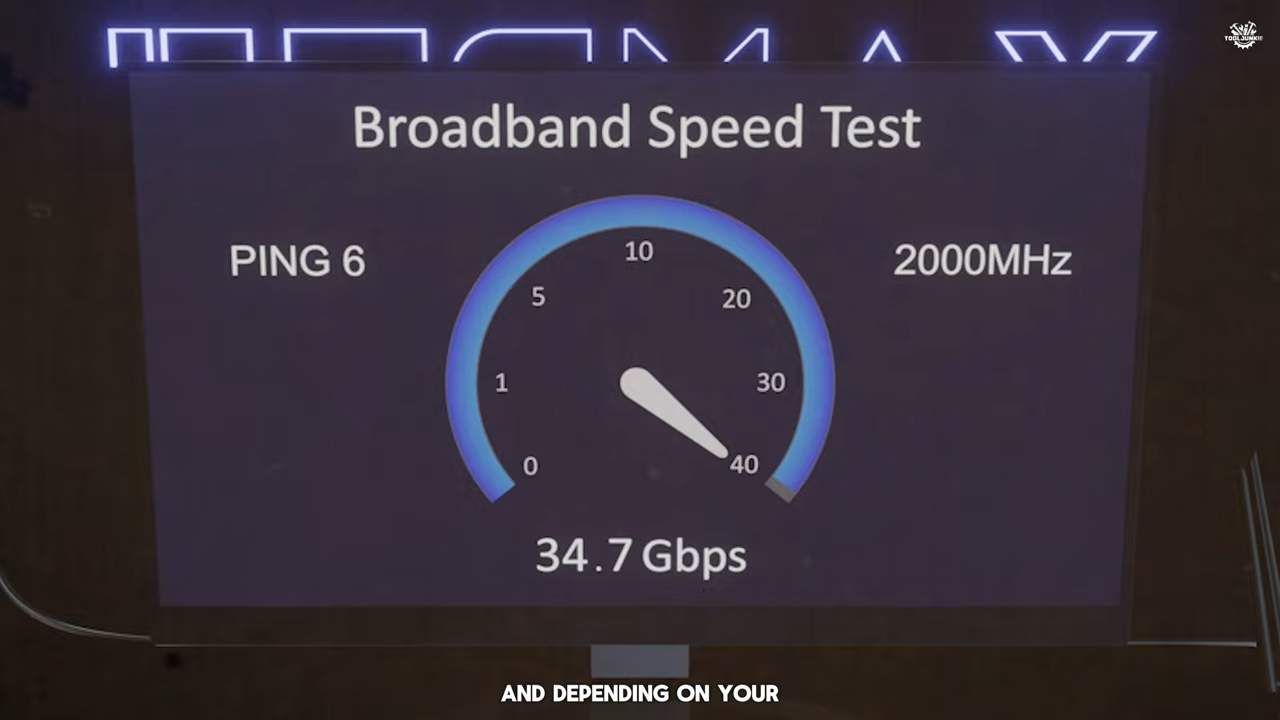 TOOLJUNKIE
Broadband Speed Test
PING 6
2000MHz
10
5
20
1
30
0
40
34.7 Gbps
AND DEPENDING ON YOUR